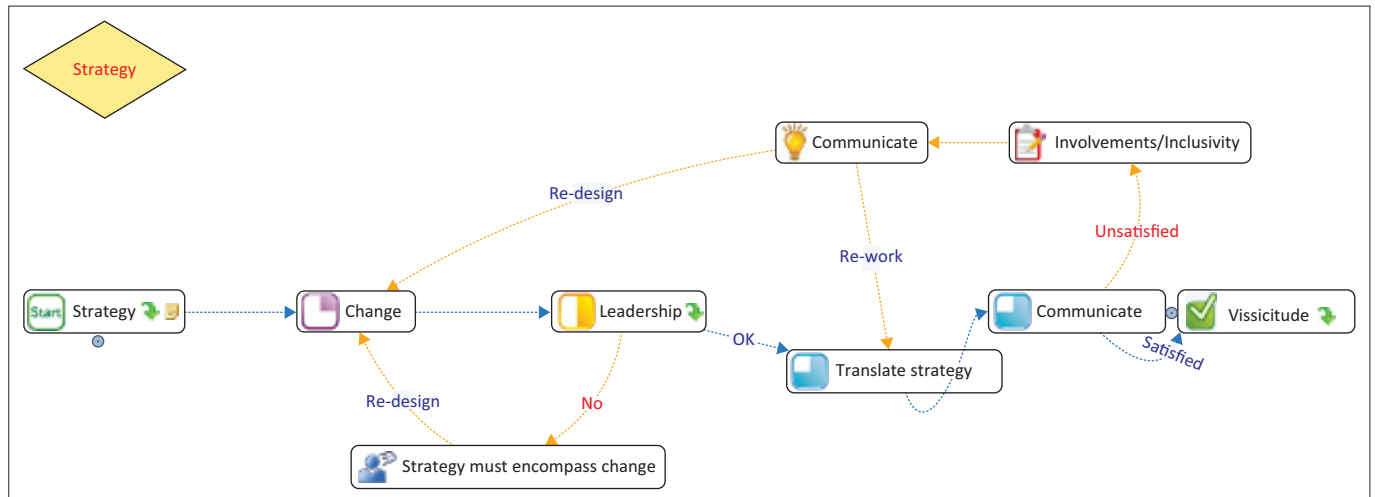 Strategy
Communicate
Involvements/Inclusivity
Re-design
Unsatisfied
Re-work
Start Strategy
Change
Leadership
Communicate
Vissicitude
OK
Satisfied
Translate strategy
Re-design
No
Strategy must encompass change